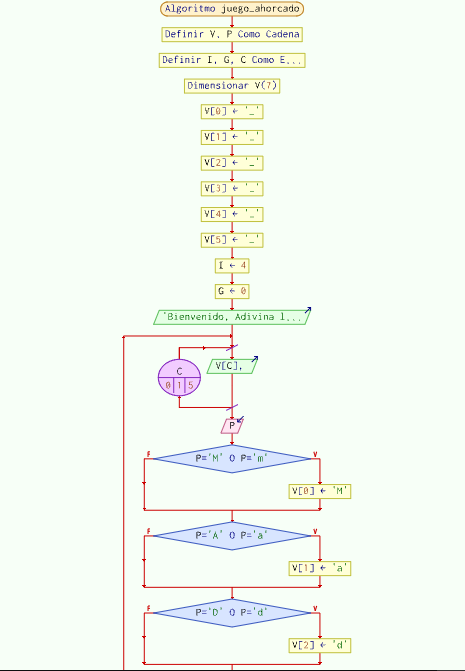 Algoritmo juego_ahorcado
Definir V, P Como Cadena
Definir I, G, C Como E...
Dimensionar V(7)
V[0] ← '_'
V[1] ← '_'
V[2] ← '_'
V[3] ← '_'
V[4] ← '_'
V[5] ← '_'
I ← 4
G ← 0
'Bienvenido, Adivina l...
C
0 1 5
V[C],
P
P='M' O P='m'
F
V
V[0] ← 'M'
P='A' O P='a'
F
V
V[1] ← 'a'
P='D' O P='d'
F
V
V[2] ← 'd'